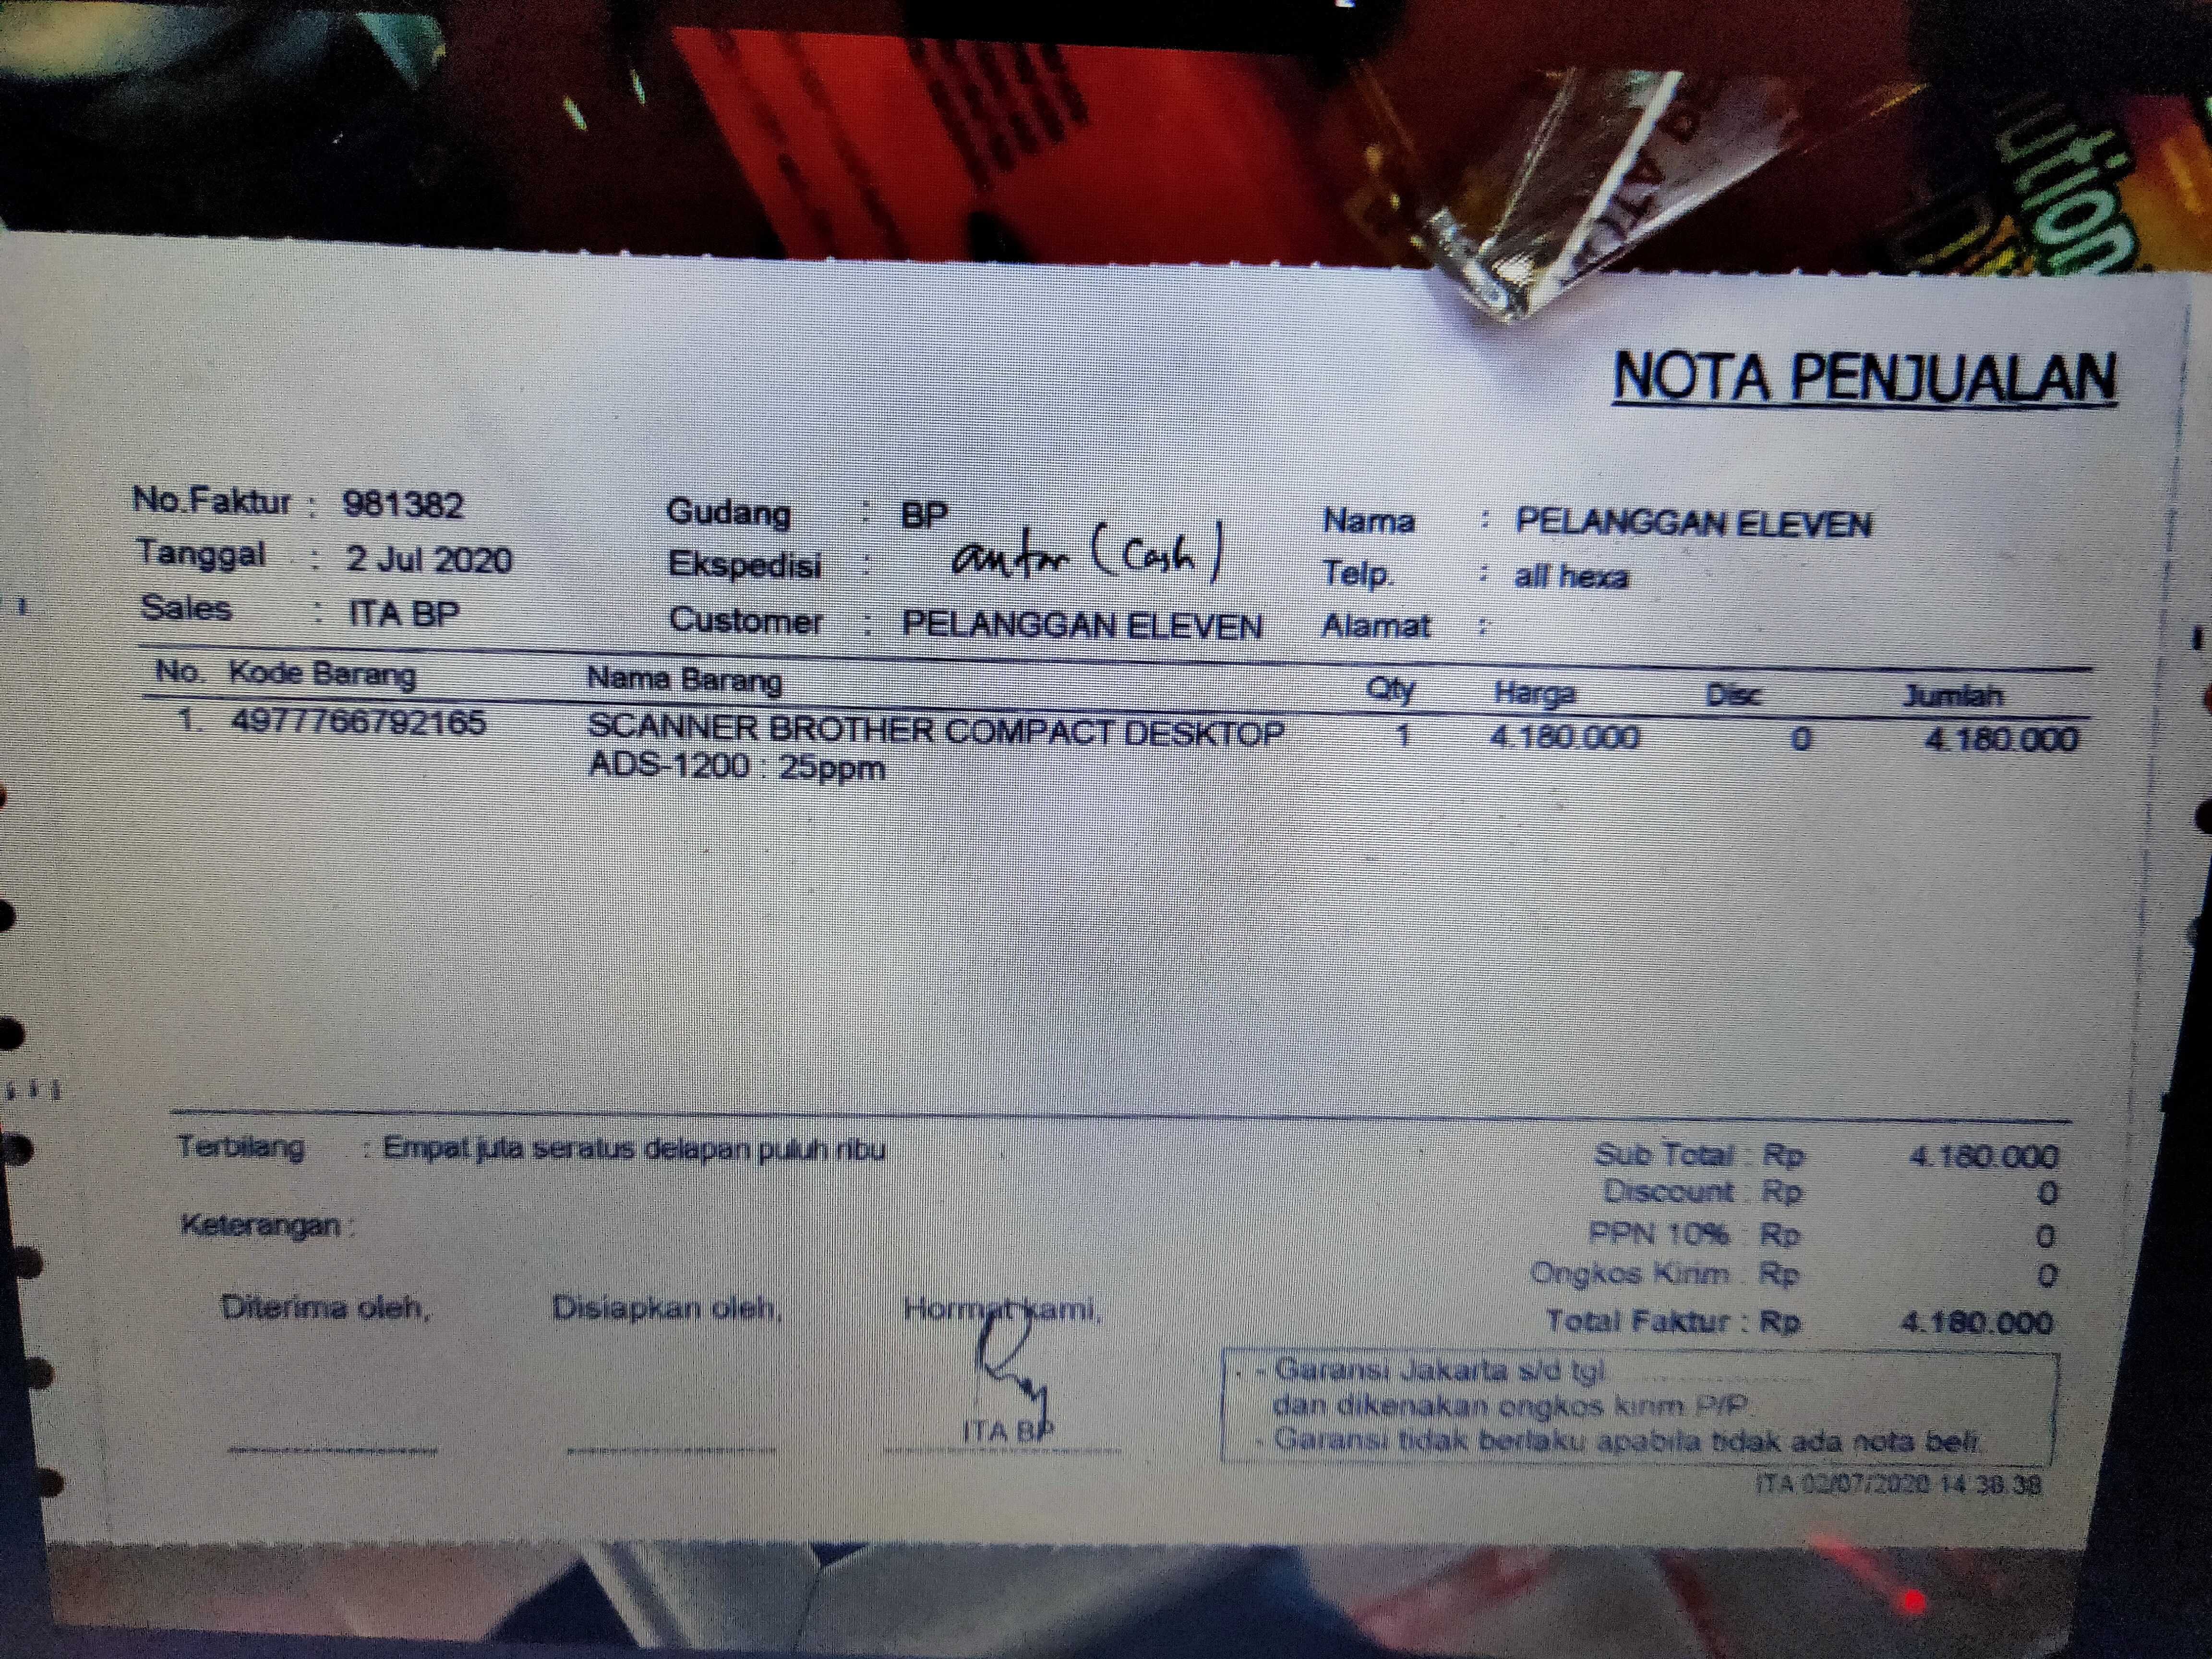 ution
NOTA PENJUALAN
No.Faktur : 981382 Gudang : BP Nama : PELANGGAN ELEVEN
Tanggal : 2 Jul 2020 Ekspedisi : antar (Cash) Telp. : all hexa
Sales : ITA BP Customer : PELANGGAN ELEVEN Alamat :
No. Kode Barang Nama Barang Qty Harga Disc Jumlah
1. 4977766792165 SCANNER BROTHER COMPACT DESKTOP 1 4.180.000 0 4.180.000
ADS-1200 : 25ppm
Terbilang : Empat juta seratus delapan puluh ribu Sub Total : Rp 4.180.000
Discount : Rp 0
Keterangan : PPN 10% : Rp 0
Ongkos Kirim : Rp 0
Diterima oleh, Disiapkan oleh, Hormat kami, Total Faktur : Rp 4.180.000
- Garansi Jakarta s/d tgl
dan dikenakan ongkos kirim P/P.
ITA BP - Garansi tidak berlaku apabila tidak ada nota beli.
ITA 02/07/2020 14.38.38